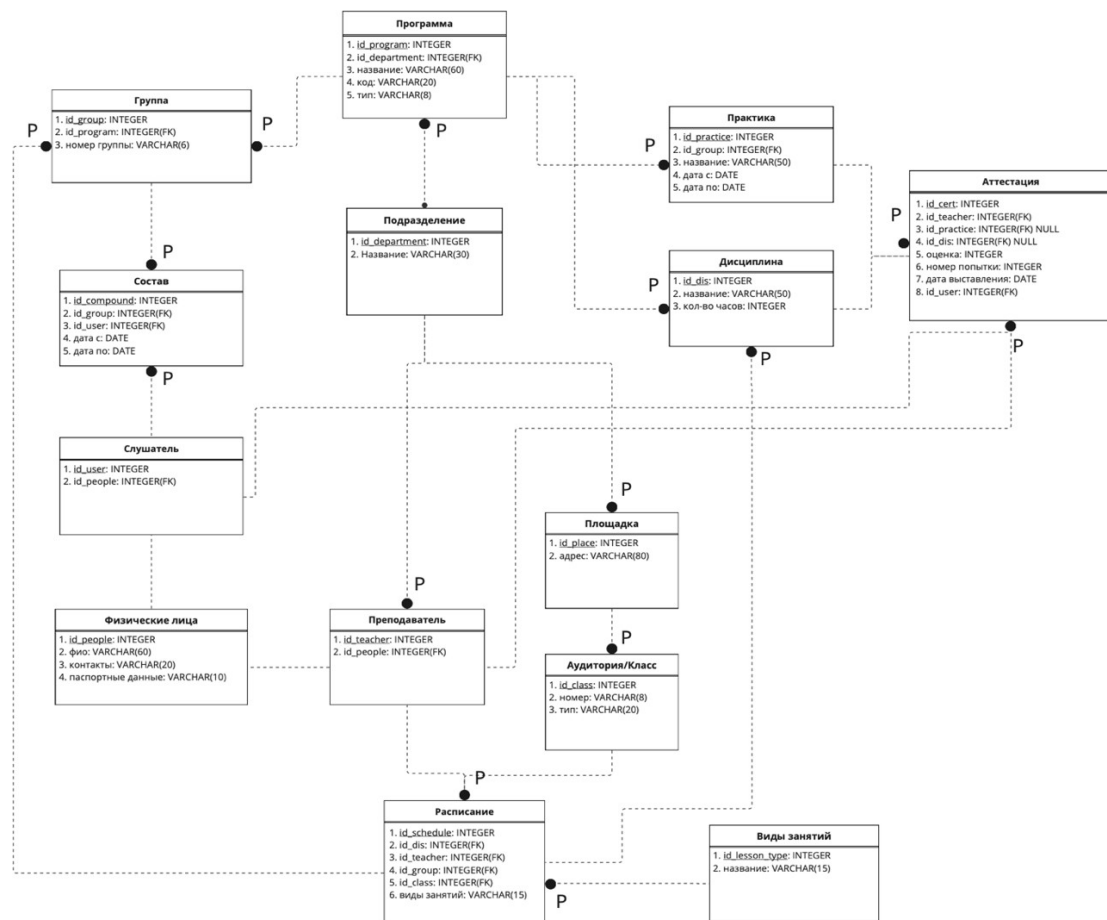 Программа
1. id_program: INTEGER
2. id_department: INTEGER(FK)
3. название: VARCHAR(60)
4. код: VARCHAR(20)
5. тип: VARCHAR(8)
P
Группа
1. id_group: INTEGER
2. id_program: INTEGER(FK)
3. номер группы: VARCHAR(6)
P
P
Практика
1. id_practice: INTEGER
2. id_group: INTEGER(FK)
3. название: VARCHAR(50)
4. дата с: DATE
5. дата по: DATE
P
Аттестация
1. id_cert: INTEGER
2. id_teacher: INTEGER(FK)
3. id_practice: INTEGER(FK) NULL
4. id_dis: INTEGER(FK) NULL
5. оценка: INTEGER
6. номер попытки: INTEGER
7. дата выставления: DATE
8. id_user: INTEGER(FK)
P
P
Подразделение
1. id_department: INTEGER
2. Название: VARCHAR(30)
Дисциплина
1. id_dis: INTEGER
2. название: VARCHAR(50)
3. кол-во часов: INTEGER
P
P
P
Состав
1. id_compound: INTEGER
2. id_group: INTEGER(FK)
3. id_user: INTEGER(FK)
4. дата с: DATE
5. дата по: DATE
P
Слушатель
1. id_user: INTEGER
2. id_people: INTEGER(FK)
P
Площадка
1. id_place: INTEGER
2. адрес: VARCHAR(80)
Физические лица
1. id_people: INTEGER
2. фио: VARCHAR(60)
3. контакты: VARCHAR(20)
4. паспортные данные: VARCHAR(10)
P
Преподаватель
1. id_teacher: INTEGER
2. id_people: INTEGER(FK)
P
Аудитория/Класс
1. id_class: INTEGER
2. номер: VARCHAR(8)
3. тип: VARCHAR(20)
P
Расписание
1. id_schedule: INTEGER
2. id_dis: INTEGER(FK)
3. id_teacher: INTEGER(FK)
4. id_group: INTEGER(FK)
5. id_class: INTEGER(FK)
6. виды занятий: VARCHAR(15)
P
Виды занятий
1. id_lesson_type: INTEGER
2. название: VARCHAR(15)